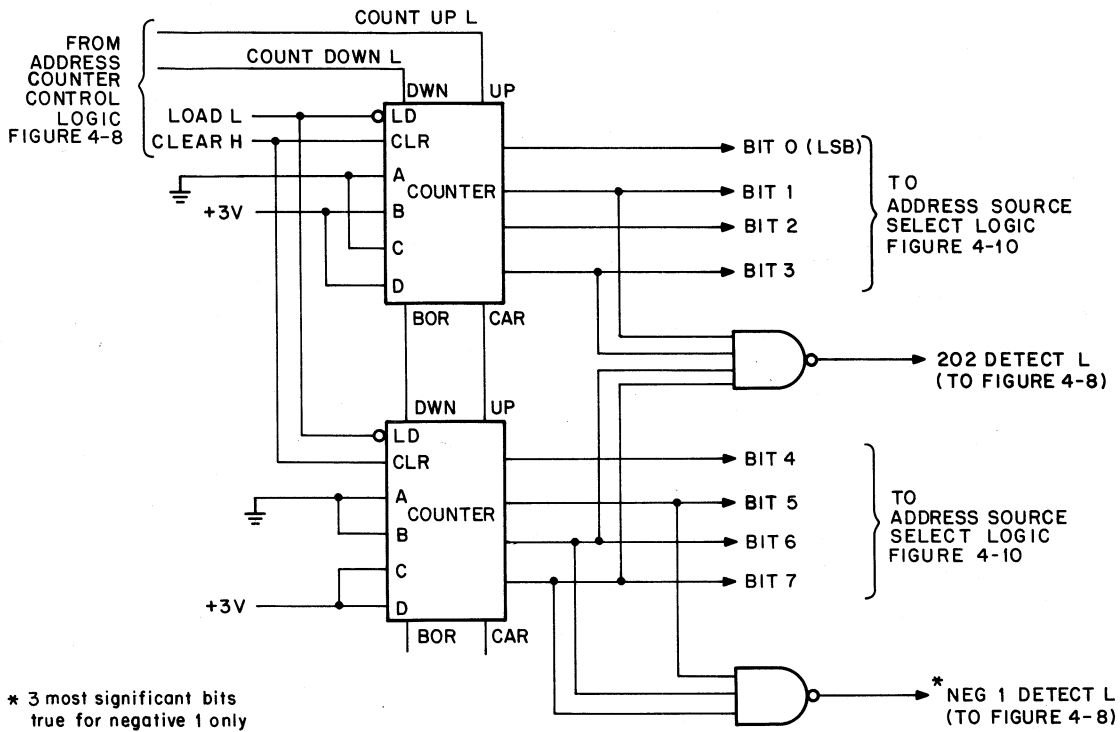 COUNT UP L
FROM
ADDRESS
COUNTER
CONTROL
LOGIC
FIGURE 4-8
COUNT DOWN L
DWN
UP
LOAD L
LD
CLEAR H
CLR
A
COUNTER
+3V
B
C
D
BOR
CAR
BIT 0 (LSB)
BIT 1
BIT 2
BIT 3
TO
ADDRESS SOURCE
SELECT LOGIC
FIGURE 4-10
202 DETECT L
(TO FIGURE 4-8)
DWN
UP
LD
CLR
A
COUNTER
B
C
+3V
D
BOR
CAR
BIT 4
BIT 5
BIT 6
BIT 7
TO
ADDRESS SOURCE
SELECT LOGIC
FIGURE 4-10
* NEG 1 DETECT L
(TO FIGURE 4-8)
* 3 most significant bits
true for negative 1 only